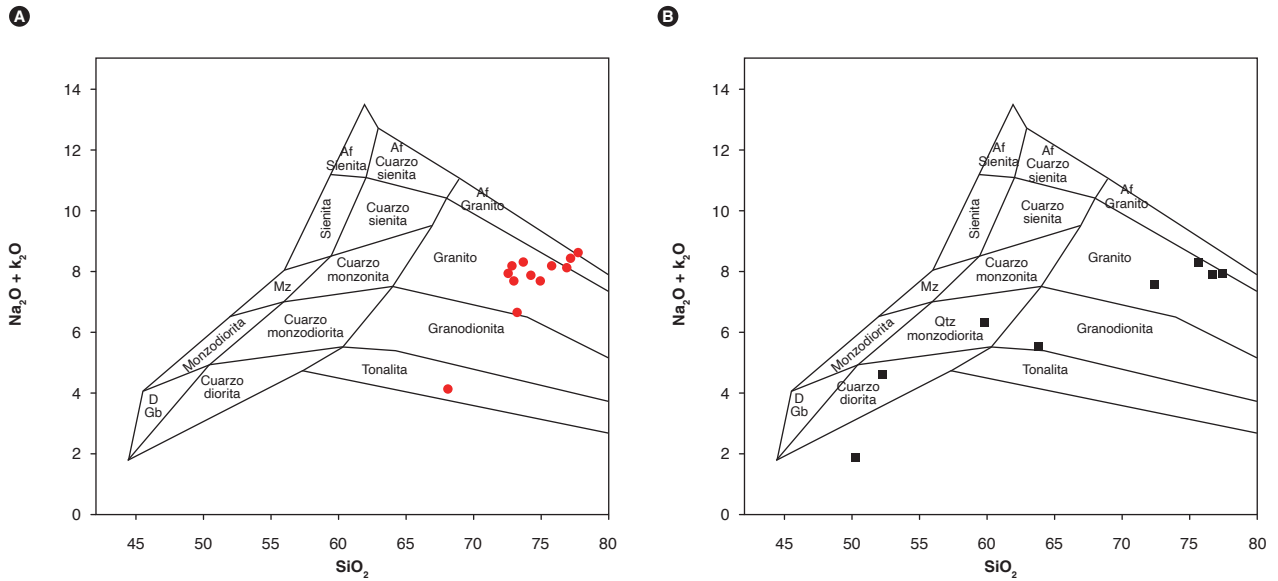 A
Na2O + k2O
14
12
10
8
6
4
2
0
Af
Sienita
Af
Cuarzo
sienita
Af
Granito
Sienita
Cuarzo
sienita
Granito
Cuarzo
monzonita
Mz
Monzodiorita
Cuarzo
monzodiorita
Granodionita
Cuarzo
diorita
Tonalita
D
Gb
45 50 55 60 65 70 75 80
SiO2
B
Na2O + k2O
14
12
10
8
6
4
2
0
Af
Sienita
Af
Cuarzo
sienita
Af
Granito
Sienita
Cuarzo
sienita
Granito
Cuarzo
monzonita
Mz
Monzodiorita
Qtz
monzodiorita
Granodionita
Cuarzo
diorita
Tonalita
D
Gb
45 50 55 60 65 70 75 80
SiO2